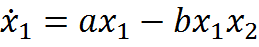 ẋ₁ = ax₁ − bx₁x₂